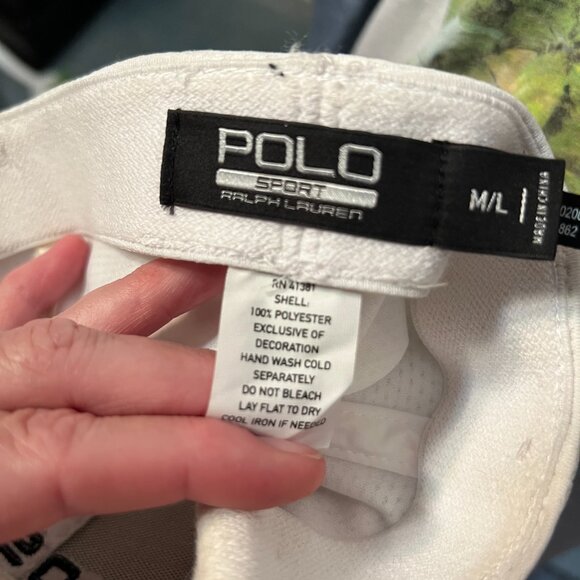 POLO
SPORT
RALPH LAUREN
M/L
MADE IN CHINA
862
RN 41381
SHELL:
100% POLYESTER
EXCLUSIVE OF
DECORATION
HAND WASH COLD
SEPARATELY
DO NOT BLEACH
LAY FLAT TO DRY
COOL IRON IF NEEDED